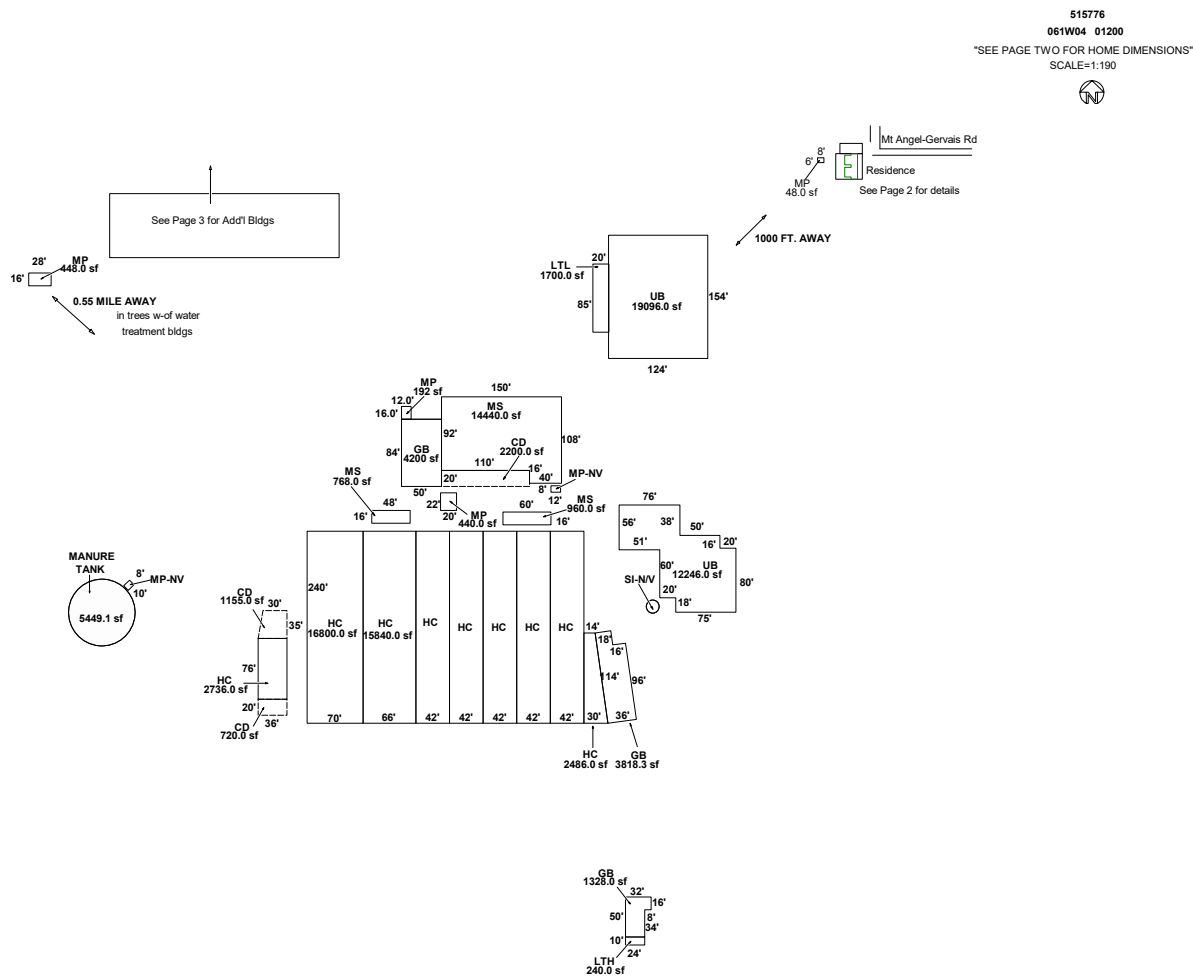 515776
061W04 01200
"SEE PAGE TWO FOR HOME DIMENSIONS"
SCALE=1:190
N
Mt Angel-Gervais Rd
8'
6'
MP
48.0 sf
Residence
See Page 2 for details
1000 FT. AWAY
See Page 3 for Add'l Bldgs
28'
MP
448.0 sf
16'
0.55 MILE AWAY
in trees w-of water
treatment bldgs
20'
LTL
1700.0 sf
85'
UB
19096.0 sf
154'
124'
MP
192 sf
12.0'
16.0'
150'
MS
14440.0 sf
92'
108'
84'
GB
4200 sf
CD
2200.0 sf
110'
16'
40'
20'
50'
8'
MP-NV
12'
MS
768.0 sf
48'
16'
22'
20'
MP
440.0 sf
60'
MS
960.0 sf
16'
76'
56'
38'
50'
51'
16'
20'
60'
UB
12246.0 sf
80'
SI-N/V
20'
18'
75'
MANURE
TANK
8'
MP-NV
10'
5449.1 sf
CD
1155.0 sf
30'
35'
76'
HC
2736.0 sf
20'
CD
720.0 sf
36'
240'
HC
16800.0 sf
HC
15840.0 sf
HC
HC
HC
HC
HC
70'
66'
42'
42'
42'
42'
42'
14'
18'
16'
114'
96'
30'
36'
HC
2486.0 sf
GB
3818.3 sf
GB
1328.0 sf
32'
16'
50'
8'
34'
10'
24'
LTH
240.0 sf